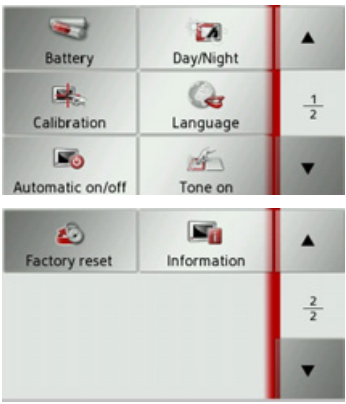 Battery
Day/Night
Calibration
Language
1
2
Automatic on/off
Tone on
Factory reset
Information
2
2